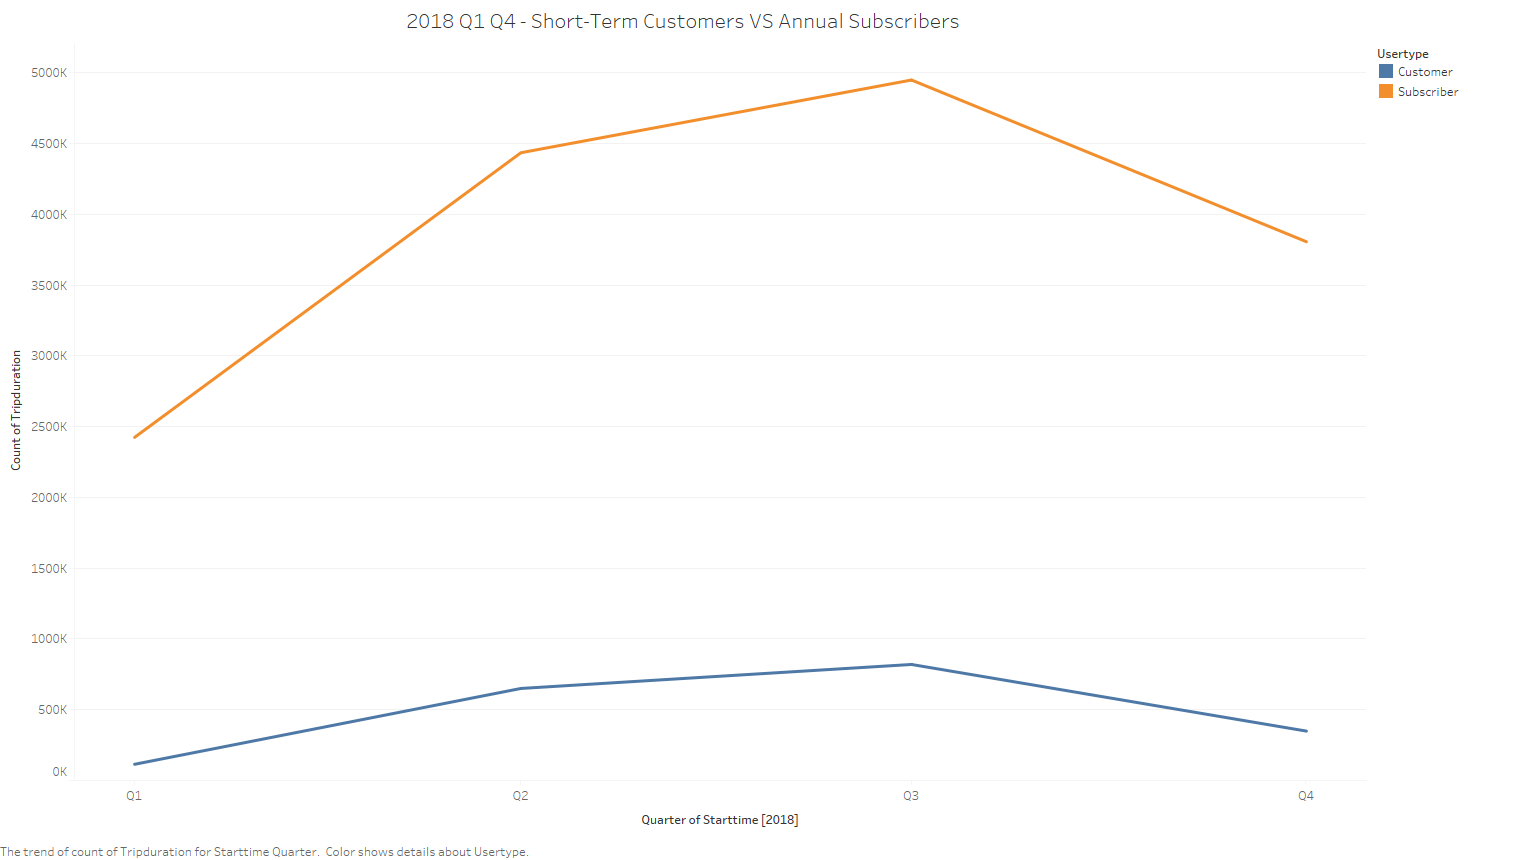 2018 Q1 Q4 - Short-Term Customers VS Annual Subscribers
Usertype
Customer
Subscriber
Count of Tripduration
5000K
4500K
4000K
3500K
3000K
2500K
2000K
1500K
1000K
500K
0K
Q1 Q2 Q3 Q4
Quarter of Starttime [2018]
The trend of count of Tripduration for Starttime Quarter. Color shows details about Usertype.